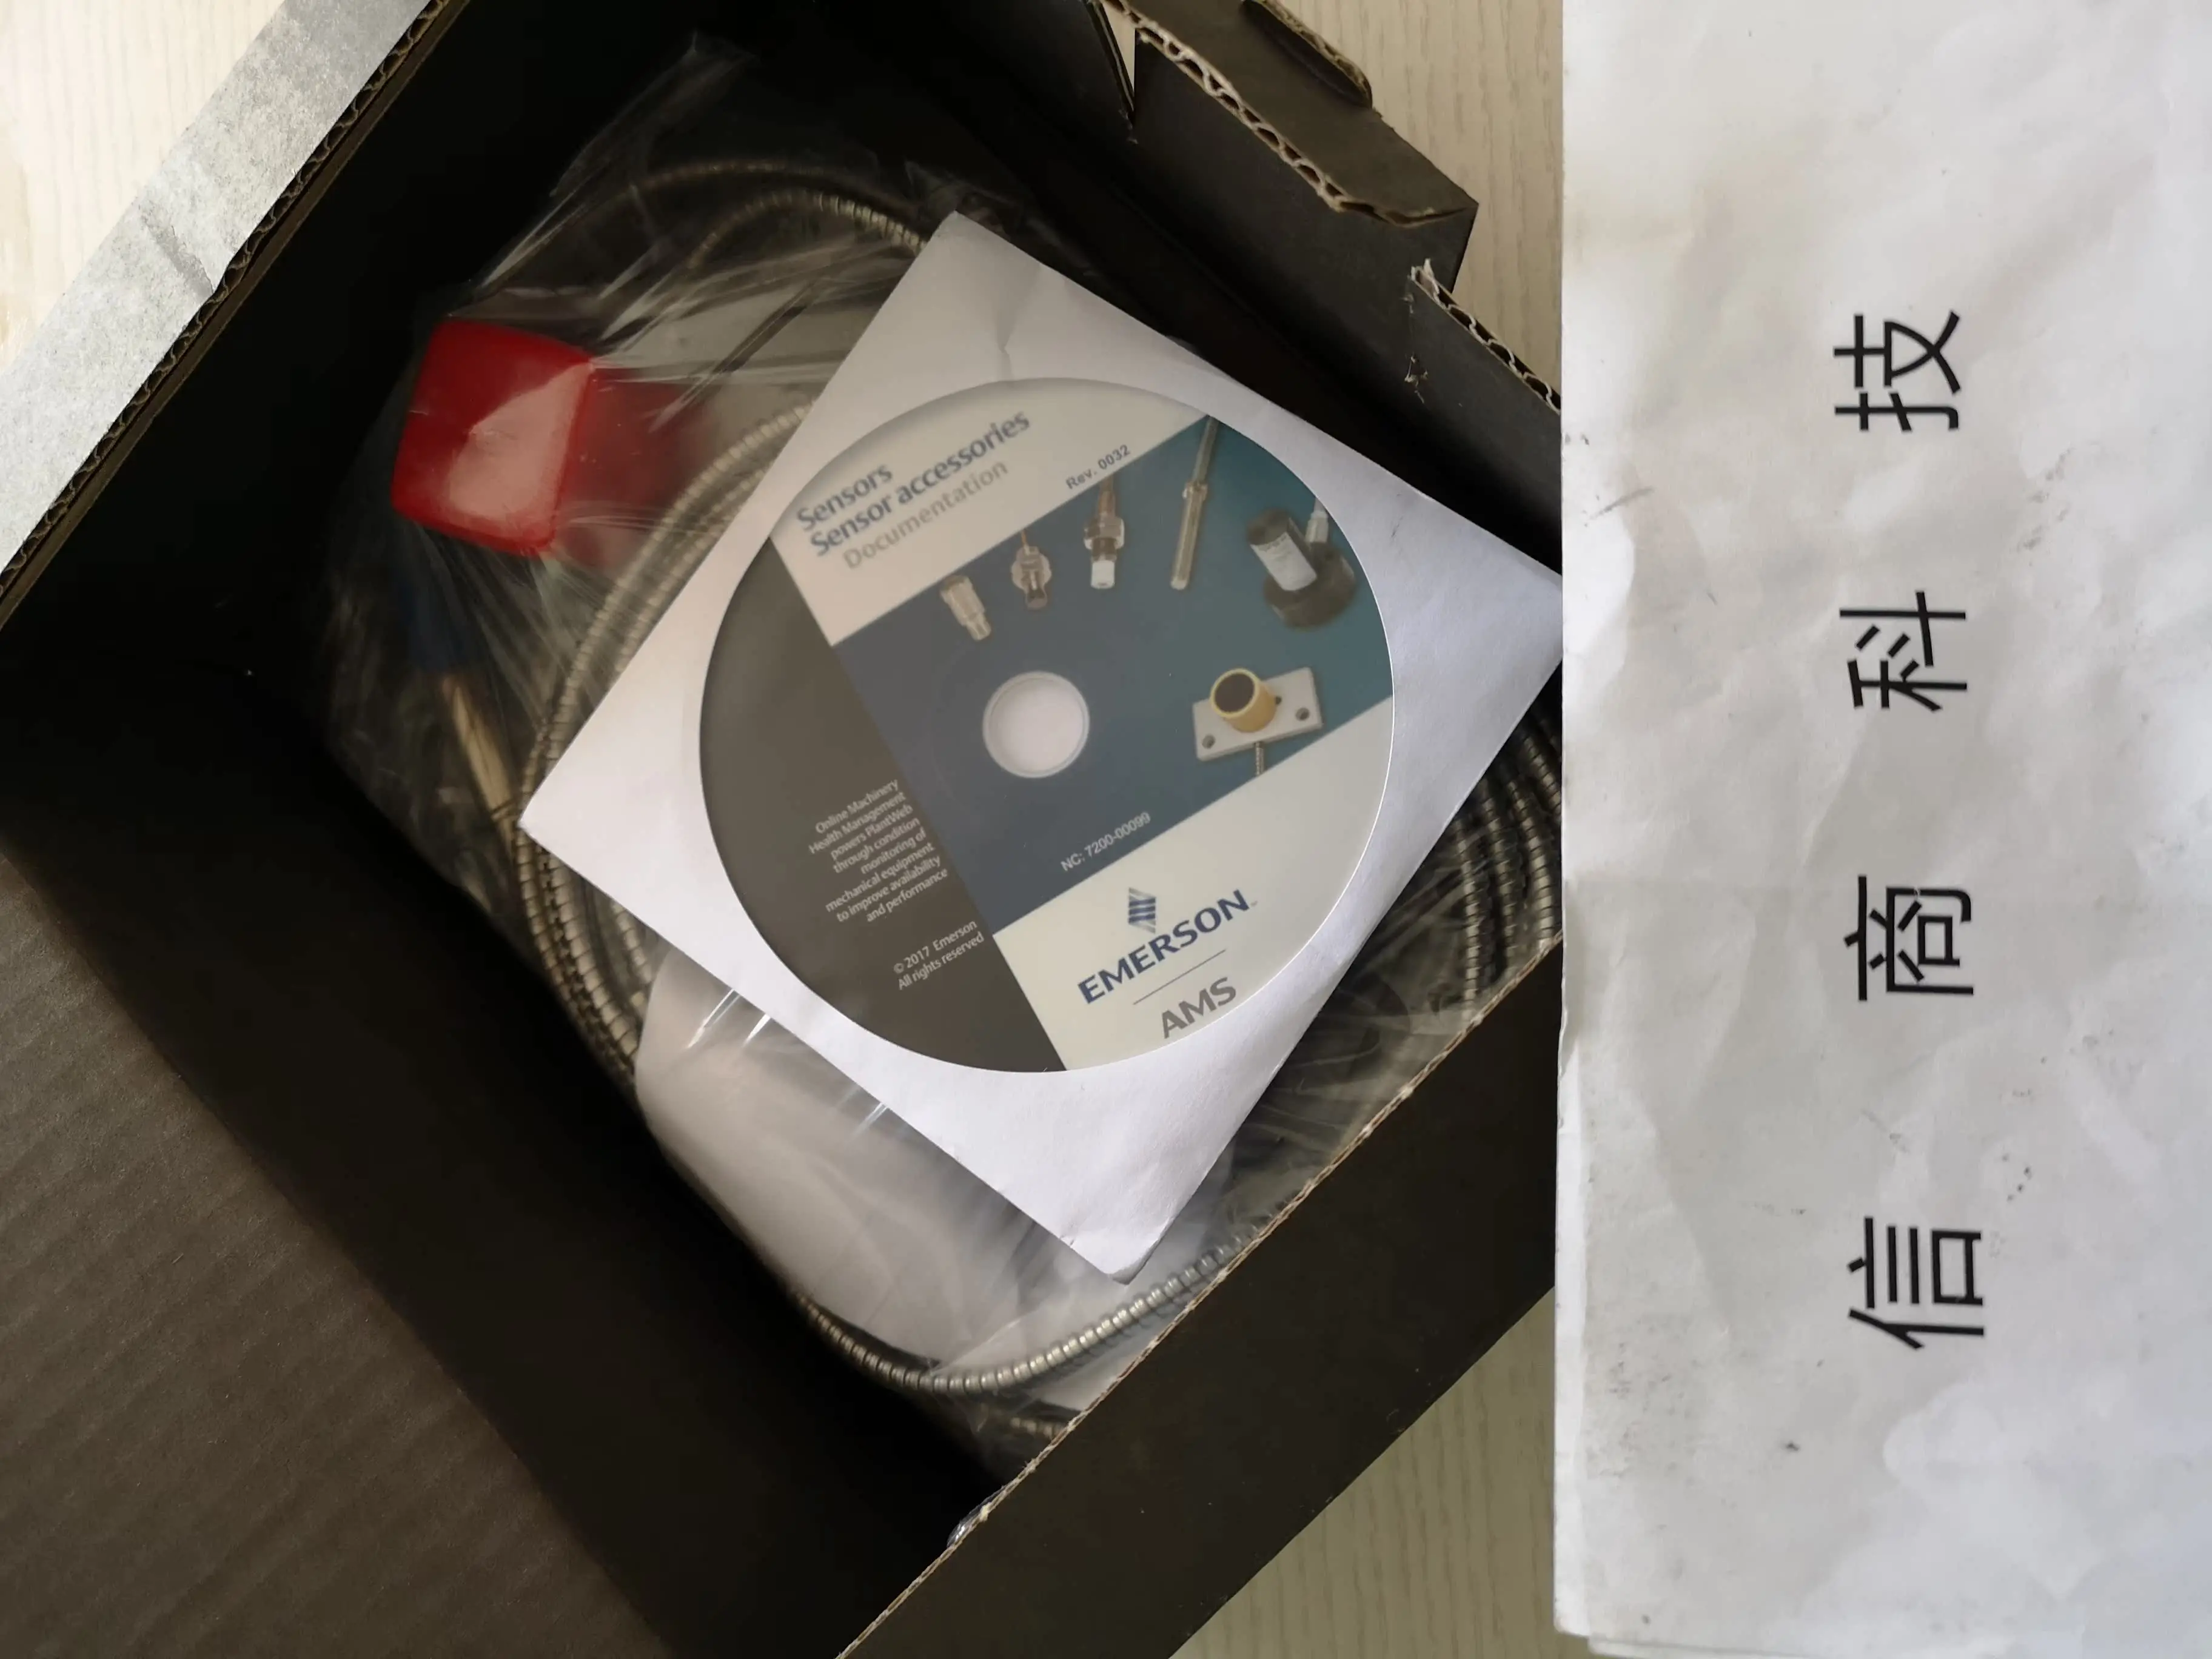 Sensors
Sensor accessories
Documentation
Rev. 0032
Online Machinery
Health Management
powers PlantWeb
through condition
monitoring of
mechanical equipment
to improve availability
and performance
© 2017 Emerson
All rights reserved
NC: 7200-00099
EMERSON
AMS
信商科技